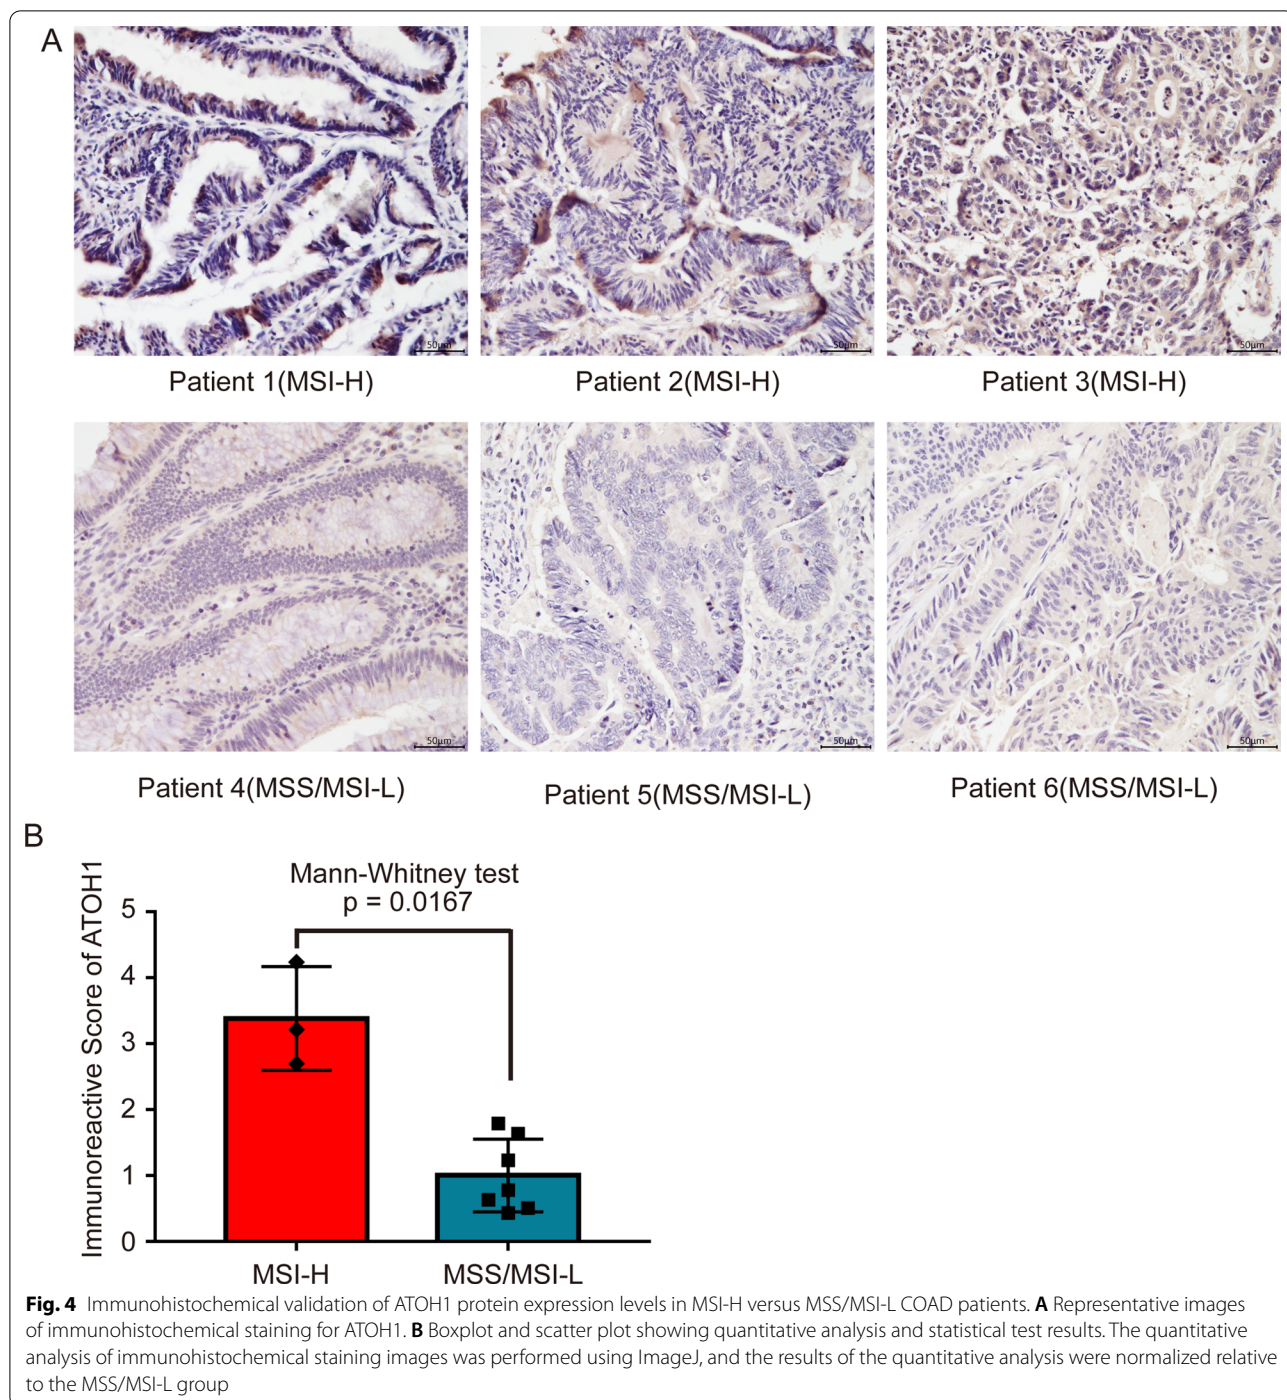 A
50μm
50μm
50μm
Patient 1(MSI-H)
Patient 2(MSI-H)
Patient 3(MSI-H)
50μm
50μm
50μm
Patient 4(MSS/MSI-L)
Patient 5(MSS/MSI-L)
Patient 6(MSS/MSI-L)
B
Mann-Whitney test
p = 0.0167
Immunoreactive Score of ATOH1
5
4
3
2
1
0
MSI-H
MSS/MSI-L
Fig. 4 Immunohistochemical validation of ATOH1 protein expression levels in MSI-H versus MSS/MSI-L COAD patients. A Representative images
of immunohistochemical staining for ATOH1. B Boxplot and scatter plot showing quantitative analysis and statistical test results. The quantitative
analysis of immunohistochemical staining images was performed using ImageJ, and the results of the quantitative analysis were normalized relative
to the MSS/MSI-L group